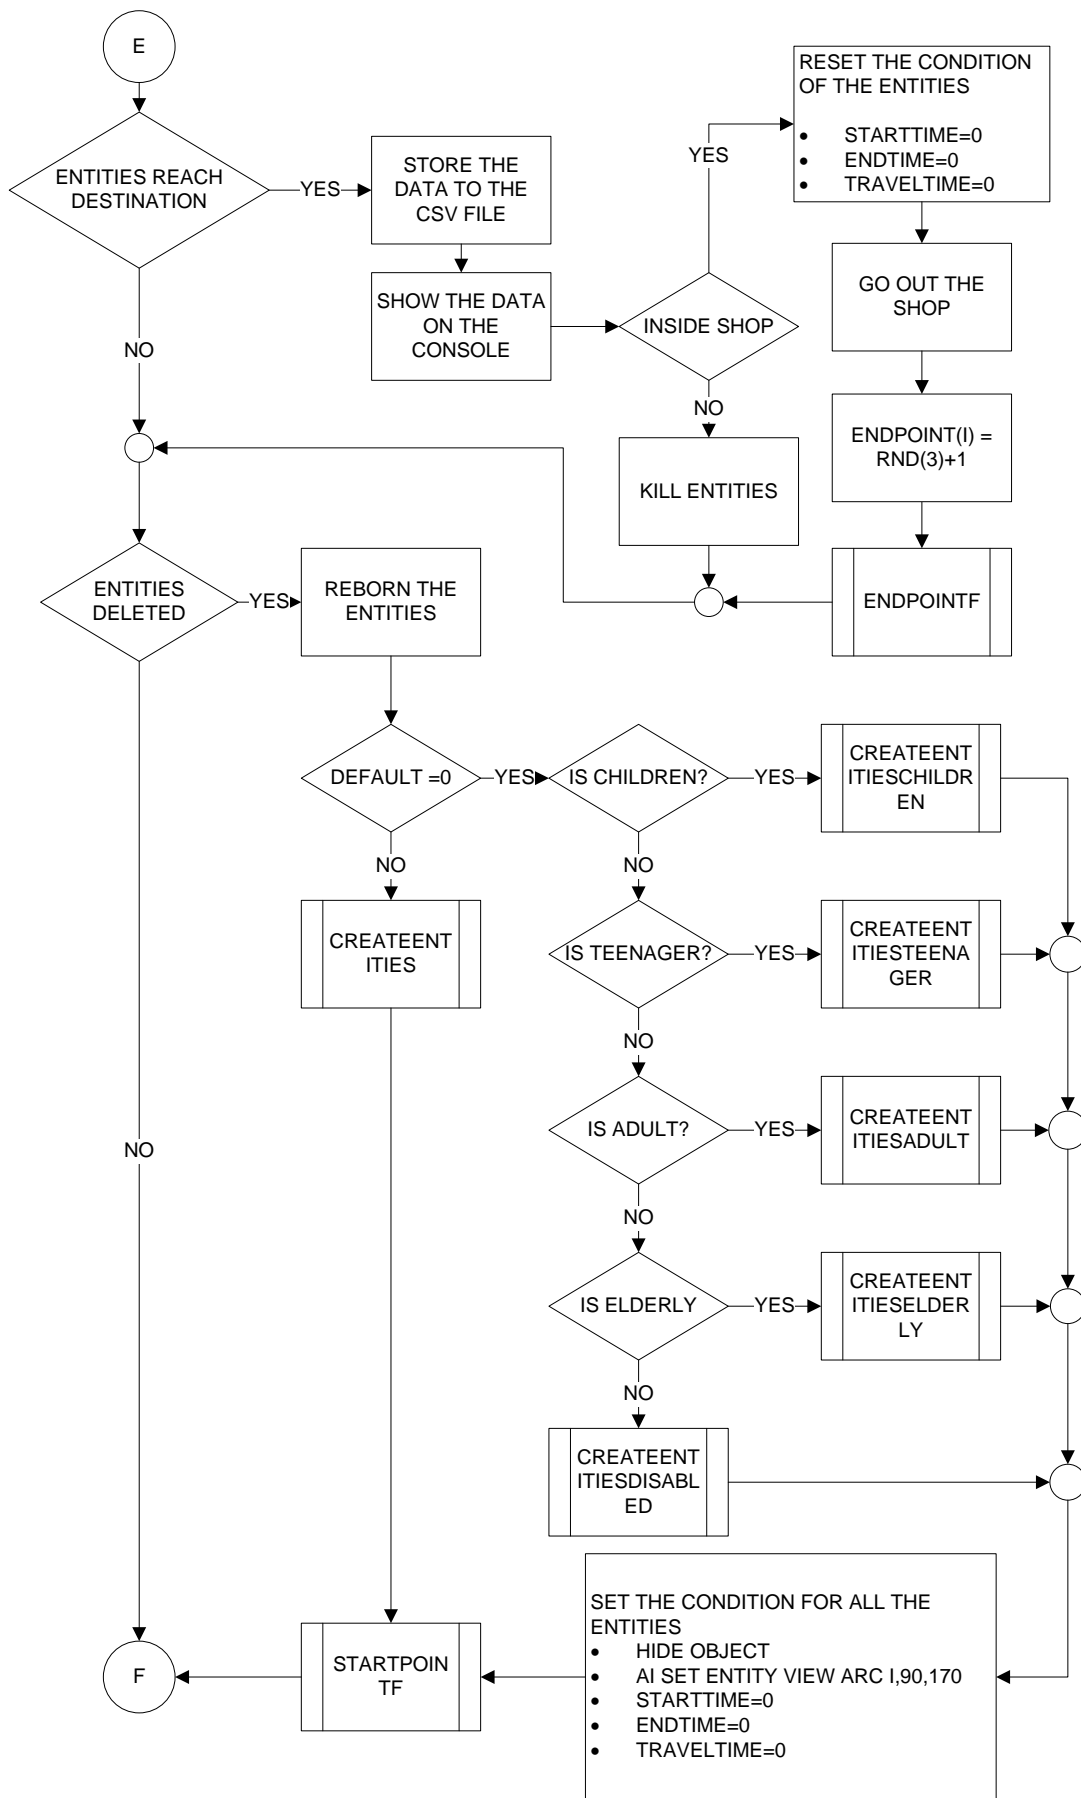 E
ENTITIES REACH
DESTINATION
YES
STORE THE
DATA TO THE
CSV FILE
SHOW THE DATA
ON THE
CONSOLE
INSIDE SHOP
YES
RESET THE CONDITION
OF THE ENTITIES
• STARTTIME=0
• ENDTIME=0
• TRAVELTIME=0
GO OUT THE
SHOP
ENDPOINT(I) =
RND(3)+1
ENDPOINTF
NO
KILL ENTITIES
NO
ENTITIES
DELETED
YES
REBORN THE
ENTITIES
DEFAULT =0
YES
IS CHILDREN?
YES
CREATEENT
ITIESCHILDR
EN
NO
CREATEENT
ITIES
NO
IS TEENAGER?
YES
CREATEENT
ITIESTEENA
GER
NO
IS ADULT?
YES
CREATEENT
ITIESADULT
NO
IS ELDERLY
YES
CREATEENT
ITIESELDER
LY
NO
CREATEENT
ITIESDISABL
ED
NO
SET THE CONDITION FOR ALL THE
ENTITIES
• HIDE OBJECT
• AI SET ENTITY VIEW ARC I,90,170
• STARTTIME=0
• ENDTIME=0
• TRAVELTIME=0
STARTPOIN
TF
F